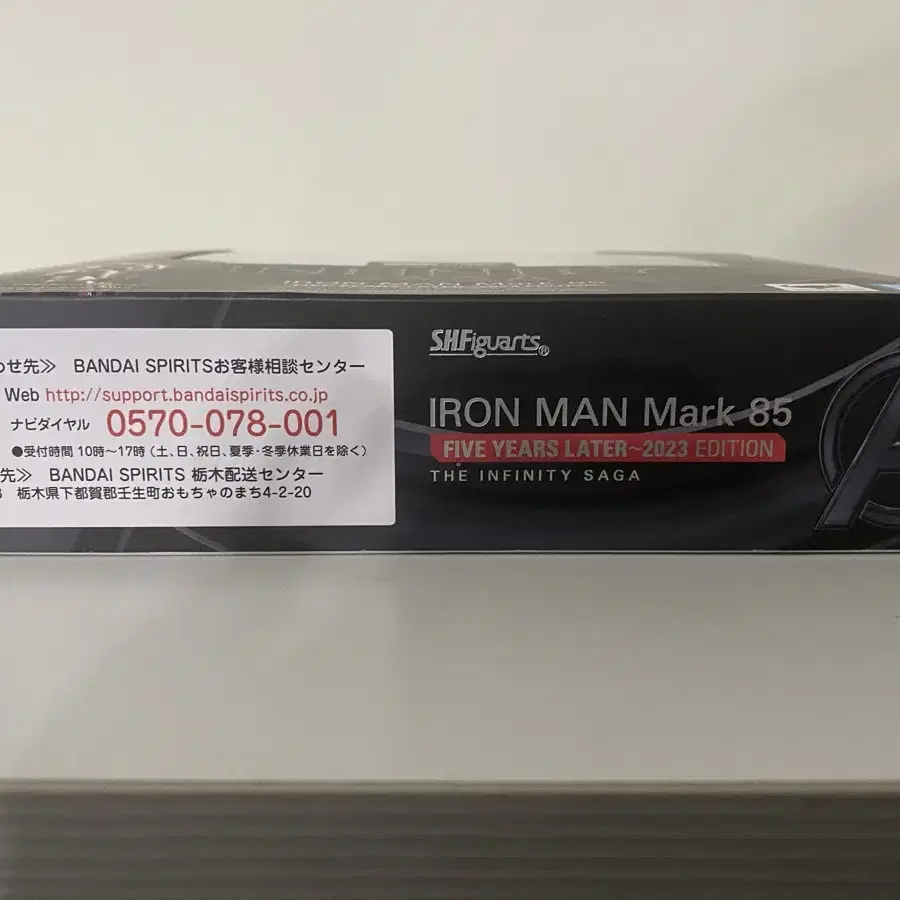 INFINITY
IRON MAN Mark 85
わせ先≫ BANDAI SPIRITSお客様相談センター
Web http://support.bandaispirits.co.jp
ナビダイヤル 0570-078-001
●受付時間 10時～17時（土、日、祝日、夏季・冬季休業日を除く）
先≫ BANDAI SPIRITS 栃木配送センター
栃木県下都賀郡壬生町おもちゃのまち4-2-20
S.H.Figuarts®
IRON MAN Mark 85
FIVE YEARS LATER~2023 EDITION
THE INFINITY SAGA